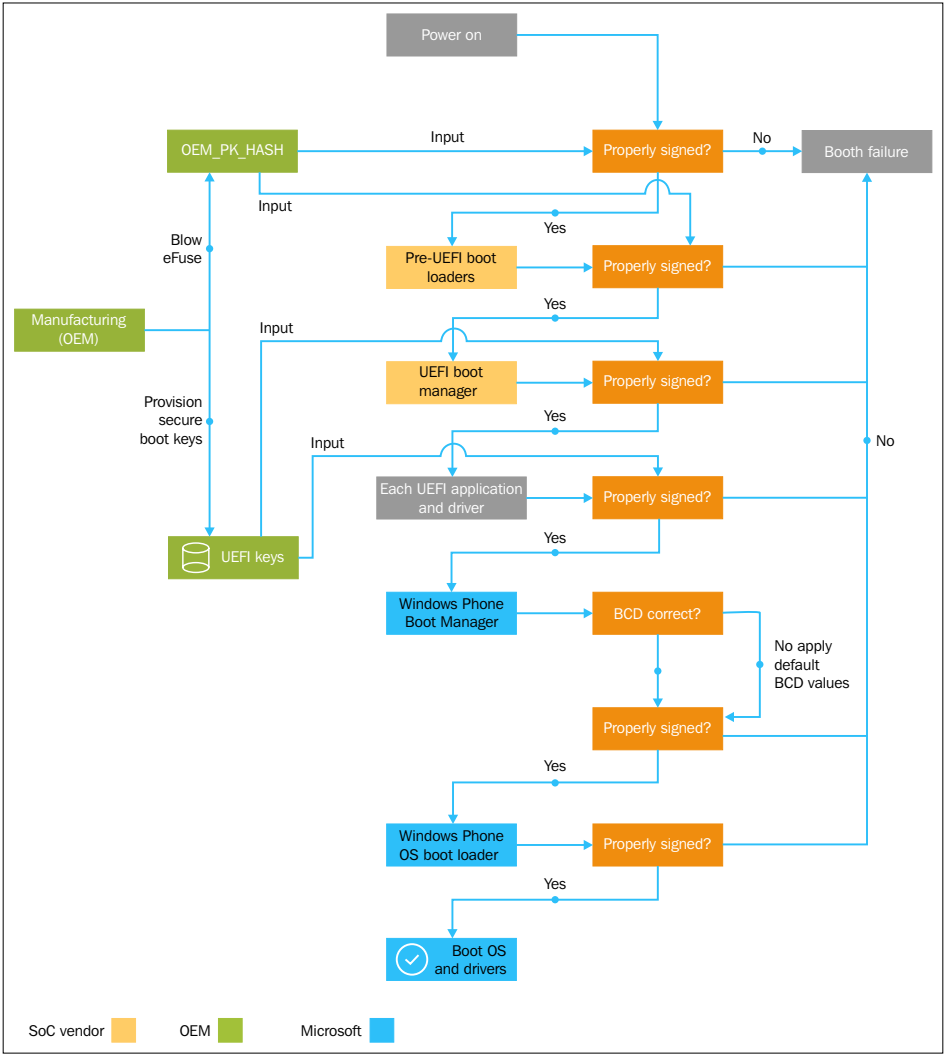 Power on
OEM_PK_HASH
Input
Properly signed?
No
Booth failure
Input
Yes
Blow
eFuse
Pre-UEFI boot
loaders
Properly signed?
Yes
Manufacturing
(OEM)
Input
UEFI boot
manager
Properly signed?
Provision
secure
boot keys
Yes
Input
No
Each UEFI application
and driver
Properly signed?
Yes
UEFI keys
Windows Phone
Boot Manager
BCD correct?
No apply
default
BCD values
Properly signed?
Yes
Windows Phone
OS boot loader
Properly signed?
Yes
Boot OS
and drivers
SoC vendor
OEM
Microsoft